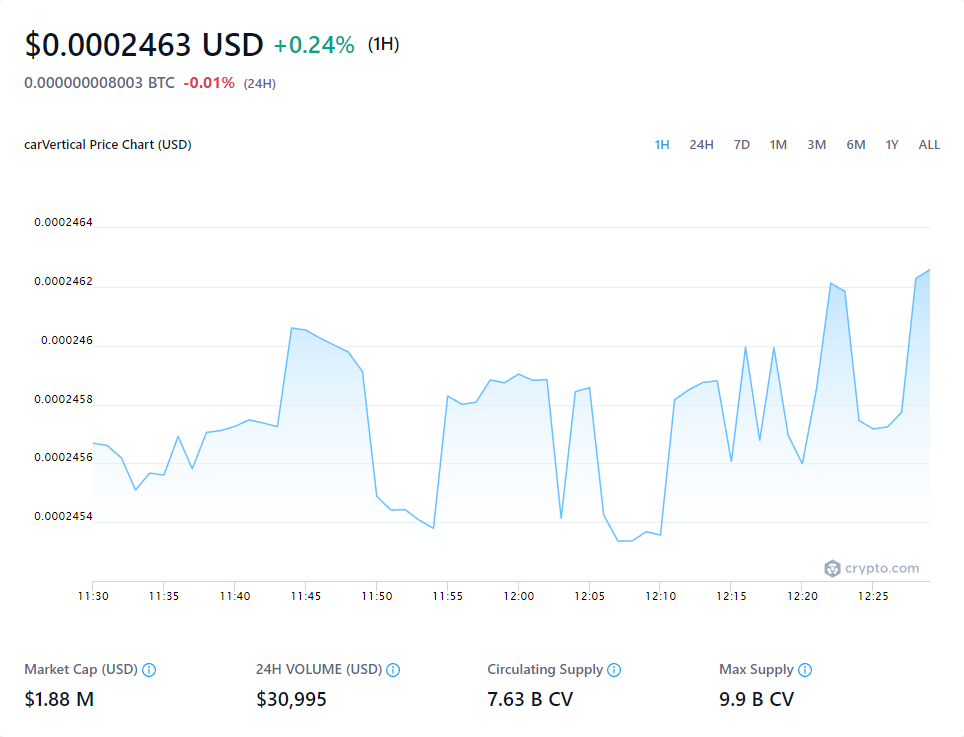 $0.0002463 USD +0.24% (1H)
0.000000008003 BTC -0.01% (24H)
carVertical Price Chart (USD)
1H 24H 7D 1M 3M 6M 1Y ALL
0.0002464
0.0002462
0.000246
0.0002458
0.0002456
0.0002454
crypto.com
11:30 11:35 11:40 11:45 11:50 11:55 12:00 12:05 12:10 12:15 12:20 12:25
Market Cap (USD) 24H VOLUME (USD) Circulating Supply Max Supply
$1.88 M $30,995 7.63 B CV 9.9 B CV